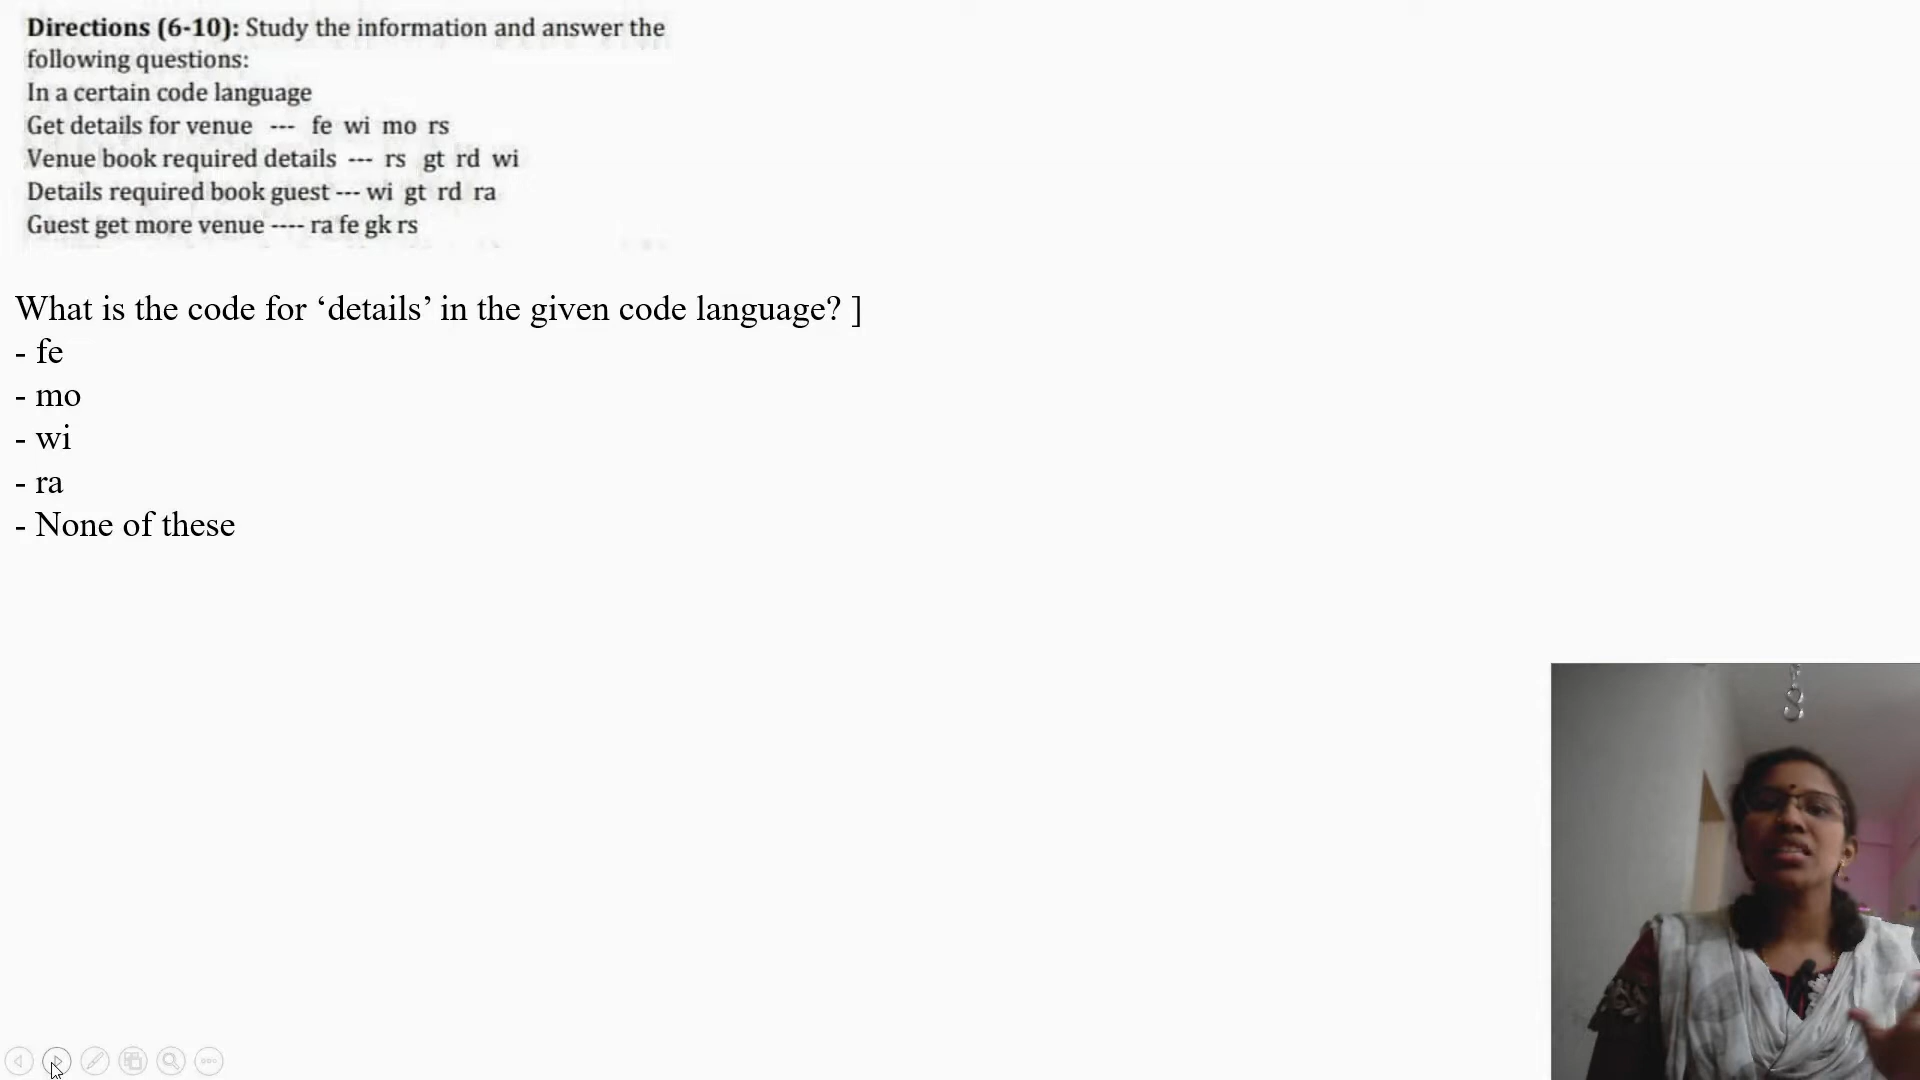 Directions (6-10): Study the information and answer the
following questions:
In a certain code language
Get details for venue --- fe wi mo rs
Venue book required details --- rs gt rd wi
Details required book guest --- wi gt rd ra
Guest get more venue ---- ra fe gk rs
What is the code for ‘details’ in the given code language? ]
- fe
- mo
- wi
- ra
- None of these